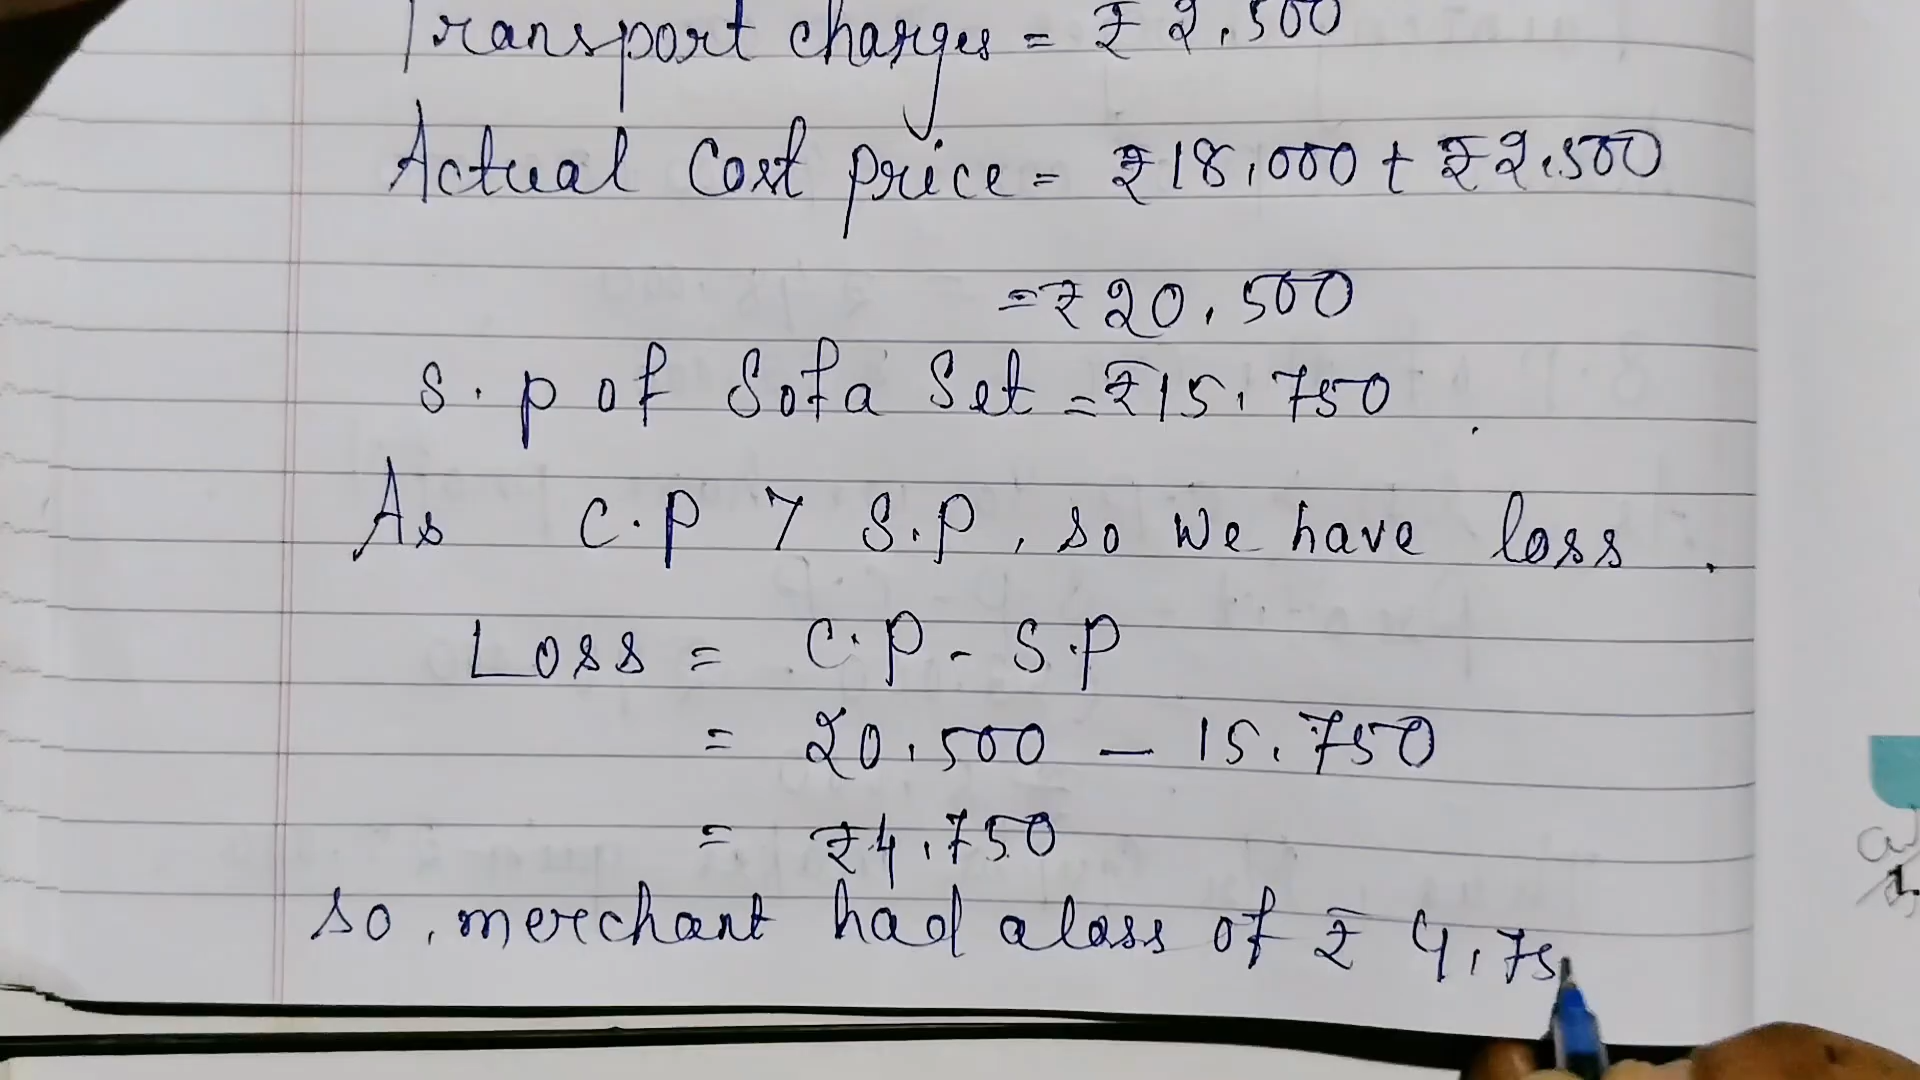 Transport charges = ₹ 2,500
Actual Cost price = ₹18,000 + ₹2,500
= ₹ 20,500
S.p of Sofa Set = ₹15,750
As C.P > S.P, so we have loss.
Loss = C.P - S.P
= 20,500 - 15,750
= ₹4,750
so, merchant had a loss of ₹ 4,75